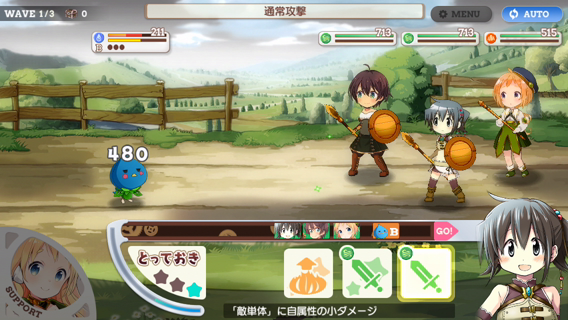 WAVE 1/3
0
通常攻撃
MENU
AUTO
211
B
713
713
515
480
B
GO!
とっておき
SUPPORT
「敵単体」に自属性の小ダメージ